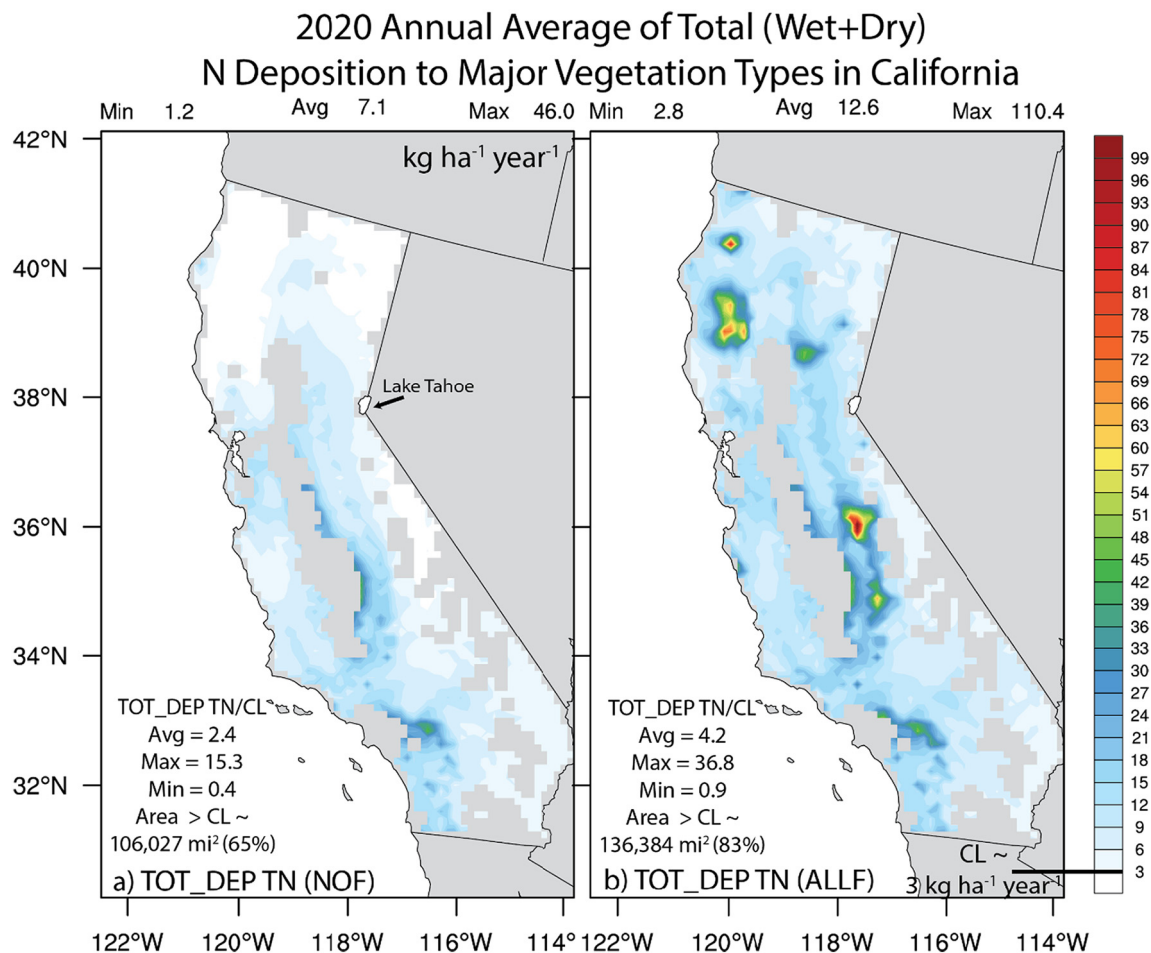 2020 Annual Average of Total (Wet+Dry)
N Deposition to Major Vegetation Types in California
Min 1.2 Avg 7.1 Max 46.0
Min 2.8 Avg 12.6 Max 110.4
42°N
40°N
38°N
36°N
34°N
32°N
kg ha⁻¹ year⁻¹
Lake Tahoe
TOT_DEP TN/CL
Avg = 2.4
Max = 15.3
Min = 0.4
Area > CL ~
106,027 mi² (65%)
a) TOT_DEP TN (NOF)
TOT_DEP TN/CL
Avg = 4.2
Max = 36.8
Min = 0.9
Area > CL ~
136,384 mi² (83%)
b) TOT_DEP TN (ALLF)
CL ~
3 kg ha⁻¹ year⁻¹
99
96
93
90
87
84
81
78
75
72
69
66
63
60
57
54
51
48
45
42
39
36
33
30
27
24
21
18
15
12
9
6
3
122°W 120°W 118°W 116°W 114°
122°W 120°W 118°W 116°W 114°W